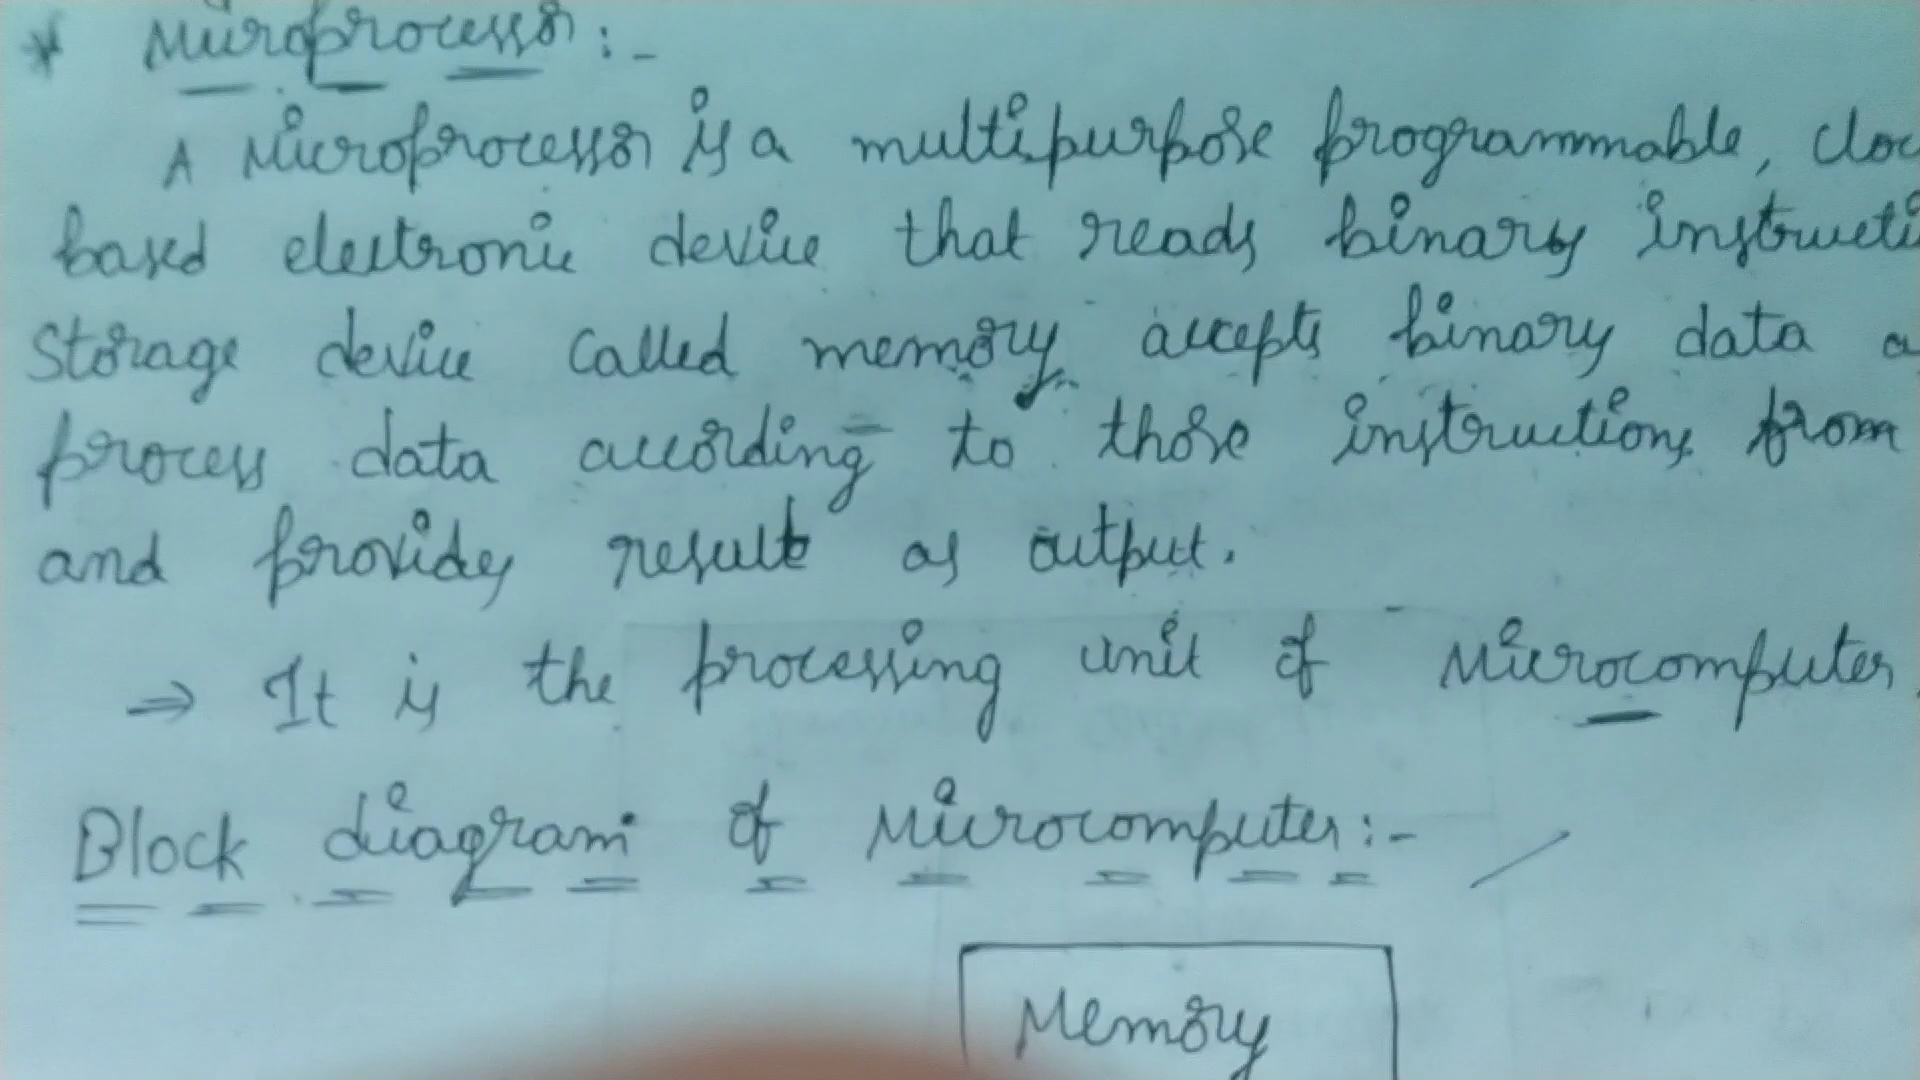 * Microprocessor :-
A Microprocessor is a multipurpose programmable, cloc
based electronic device that reads binary instructi
Storage device called memory accepts binary data a
process data according to those instructions from
and provides result as output.
⇒ It is the processing unit of Microcomputer.
Block diagram of Microcomputer :-
Memory